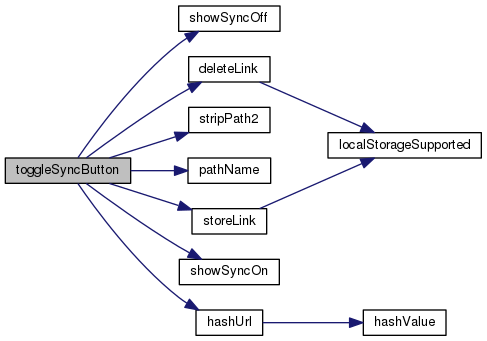 showSyncOff
deleteLink
stripPath2
localStorageSupported
toggleSyncButton
pathName
storeLink
showSyncOn
hashUrl
hashValue